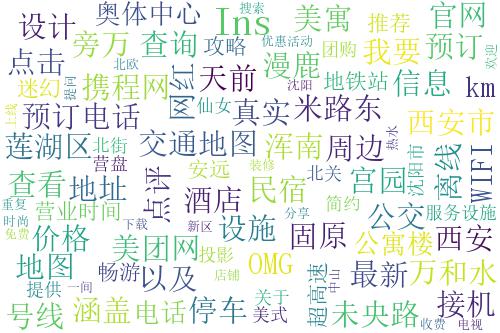 设计
奥体中心
Ins
美寓
搜索
推荐
官网
点击
旁万
查询
北欧
攻略
优惠活动
团购
我要
预订
欢迎
迷幻
提问
携程网
网红
天前
沈阳
漫鹿
地铁站
信息
km
上线
预订电话
仙女
真实
米路东
西安市
莲湖区
北街
营盘
交通地图
浑南
周边
热水
离线
WIFI
查看
地址
安远
装修
北关
宫园
沈阳市
重复
时尚
免费
营业时间
点评
酒店
民宿
简约
公交
服务设施
下载
新区
分享
价格
美团网
设施
固原
公寓楼
西安
地图
畅游
以及
投影
OMG
超高速
最新
万和水
提供
一间
店铺
中山
号线
涵盖
电话
停车
关于
美式
未央路
接机
收费
电视